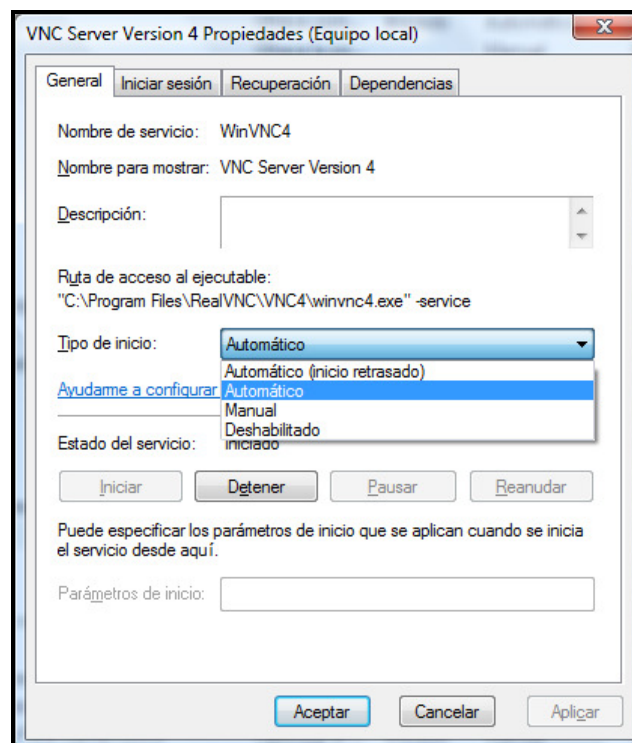 VNC Server Version 4 Propiedades (Equipo local)
General Iniciar sesión Recuperación Dependencias
Nombre de servicio: WinVNC4
Nombre para mostrar: VNC Server Version 4
Descripción:
Ruta de acceso al ejecutable:
"C:\Program Files\RealVNC\VNC4\winvnc4.exe" -service
Tipo de inicio: Automático
Automático (inicio retrasado)
Ayudarme a configurar Automático
Manual
Deshabilitado
Estado del servicio: Iniciado
Iniciar Detener Pausar Reanudar
Puede especificar los parámetros de inicio que se aplican cuando se inicia
el servicio desde aquí.
Parámetros de inicio:
Aceptar Cancelar Aplicar